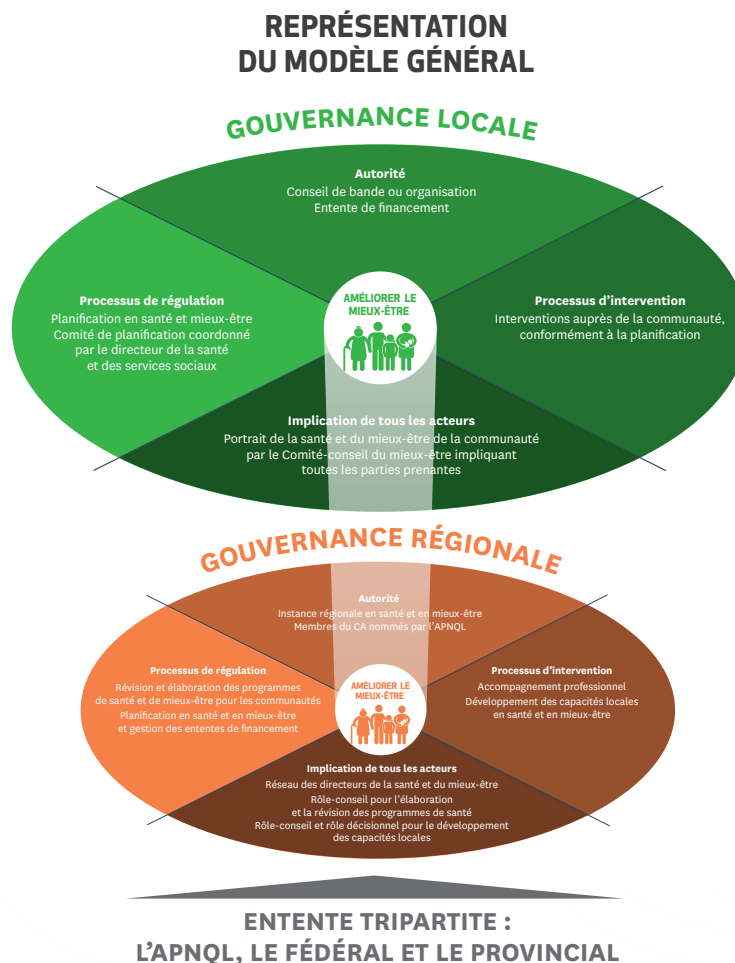 REPRÉSENTATION
DU MODÈLE GÉNÉRAL
GOUVERNANCE LOCALE
Autorité
Conseil de bande ou organisation
Entente de financement
Processus de régulation
Planification en santé et mieux-être
Comité de planification coordonné
par le directeur de la santé
et des services sociaux
AMÉLIORER LE
MIEUX-ÊTRE
Processus d'intervention
Interventions auprès de la communauté,
conformément à la planification
Implication de tous les acteurs
Portrait de la santé et du mieux-être de la communauté
par le Comité-conseil du mieux-être impliquant
toutes les parties prenantes
GOUVERNANCE RÉGIONALE
Autorité
Instance régionale en santé et en mieux-être
Membres du CA nommés par l'APNQL
Processus de régulation
Révision et élaboration des programmes
de santé et de mieux-être pour les communautés
Planification en santé et en mieux-être
et gestion des ententes de financement
AMÉLIORER LE
MIEUX-ÊTRE
Processus d'intervention
Accompagnement professionnel
Développement des capacités locales
en santé et en mieux-être
Implication de tous les acteurs
Réseau des directeurs de la santé et du mieux-être
Rôle-conseil pour l'élaboration
et la révision des programmes de santé
Rôle-conseil et rôle décisionnel pour le développement
des capacités locales
ENTENTE TRIPARTITE :
L'APNQL, LE FÉDÉRAL ET LE PROVINCIAL